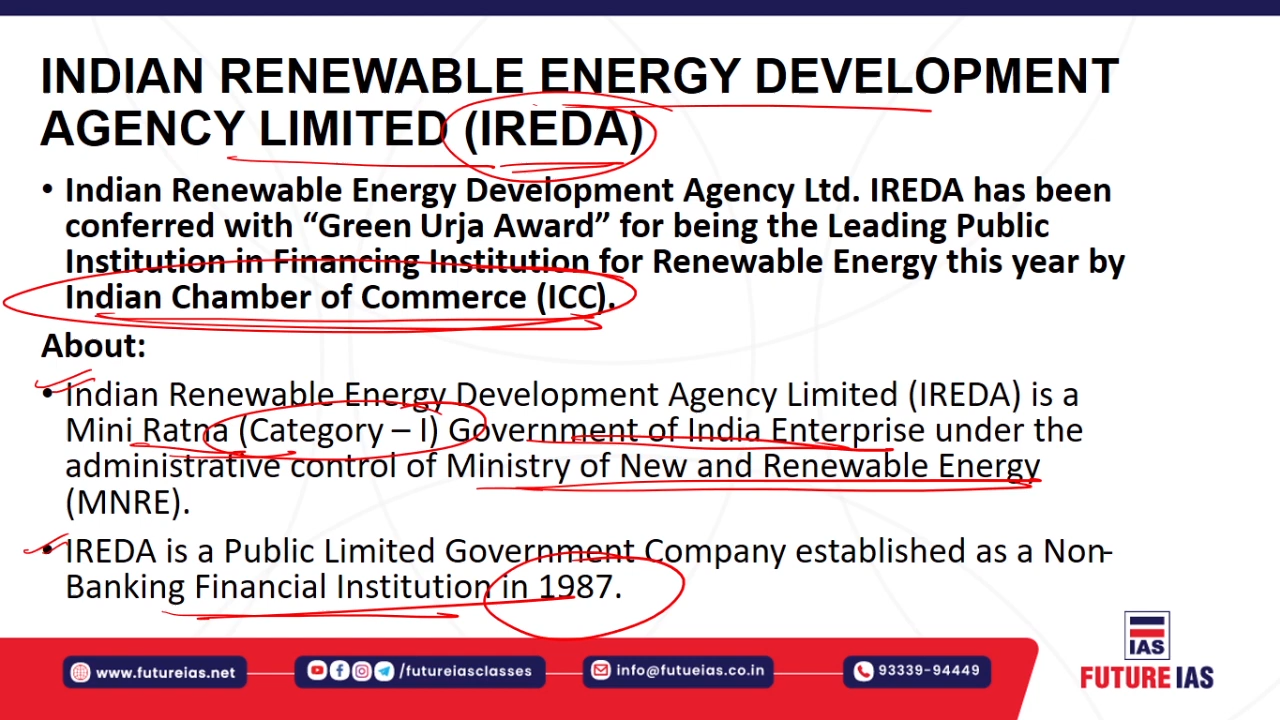 INDIAN RENEWABLE ENERGY DEVELOPMENT
AGENCY LIMITED (IREDA)
• Indian Renewable Energy Development Agency Ltd. IREDA has been
conferred with “Green Urja Award” for being the Leading Public
Institution in Financing Institution for Renewable Energy this year by
Indian Chamber of Commerce (ICC).
About:
• Indian Renewable Energy Development Agency Limited (IREDA) is a
Mini Ratna (Category – I) Government of India Enterprise under the
administrative control of Ministry of New and Renewable Energy
(MNRE).
• IREDA is a Public Limited Government Company established as a Non-
Banking Financial Institution in 1987.
www.futureias.net
/futureiasclasses
info@futueias.co.in
93339-94449
IAS
FUTURE IAS